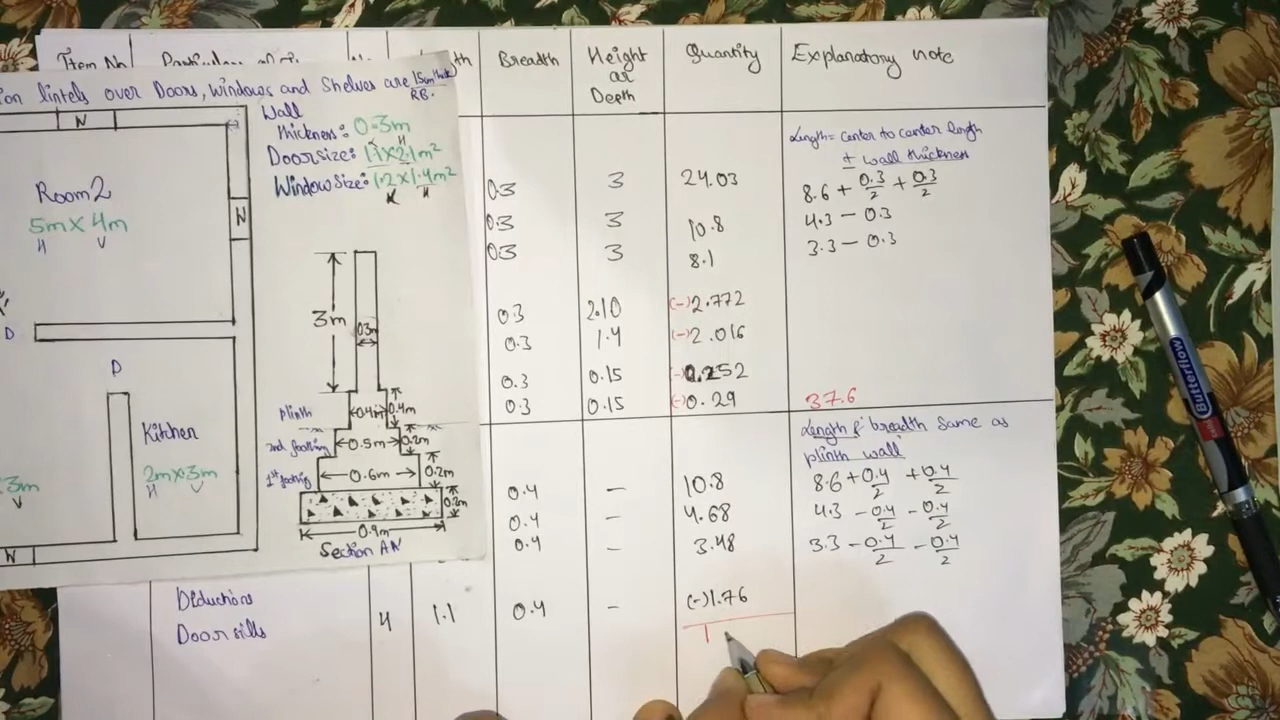 Item No
Particulars
th
Breadth
Height or Depth
Quantity
Explanatory note
ion lintels over Doors, Windows and Shelves are 15cm thick
RB.
Wall
thickness: 0.3m
H
Door size: 1.1x2.1m²
Window Size: 1.2x1.4m²
H
W
Room 2
5m x 4m
H V
W
D
D
Kitchen
2m x 3m
H V
.3m
V
W
3m
0.3m
plinth
0.4m
0.4m
2nd footing
0.5m
0.2m
1st footing
0.6m
0.2m
0.2m
0.9m
Section AA'
Length = center to center length
± wall thickness
0.3 3 24.03 8.6 + 0.3/2 + 0.3/2
0.3 3 10.8 4.3 - 0.3
0.3 3 8.1 3.3 - 0.3
0.3 2.10 (-)2.772
0.3 1.4 (-)2.016
0.3 0.15 (-)0.252
0.3 0.15 (-)0.29 37.6
Length & breadth same as
plinth wall
0.4 - 10.8 8.6 + 0.4/2 + 0.4/2
0.4 - 4.68 4.3 - 0.4/2 - 0.4/2
0.4 - 3.48 3.3 - 0.4/2 - 0.4/2
Deductions
Door sills 4 1.1 0.4 - (-)1.76
1
Butterflow